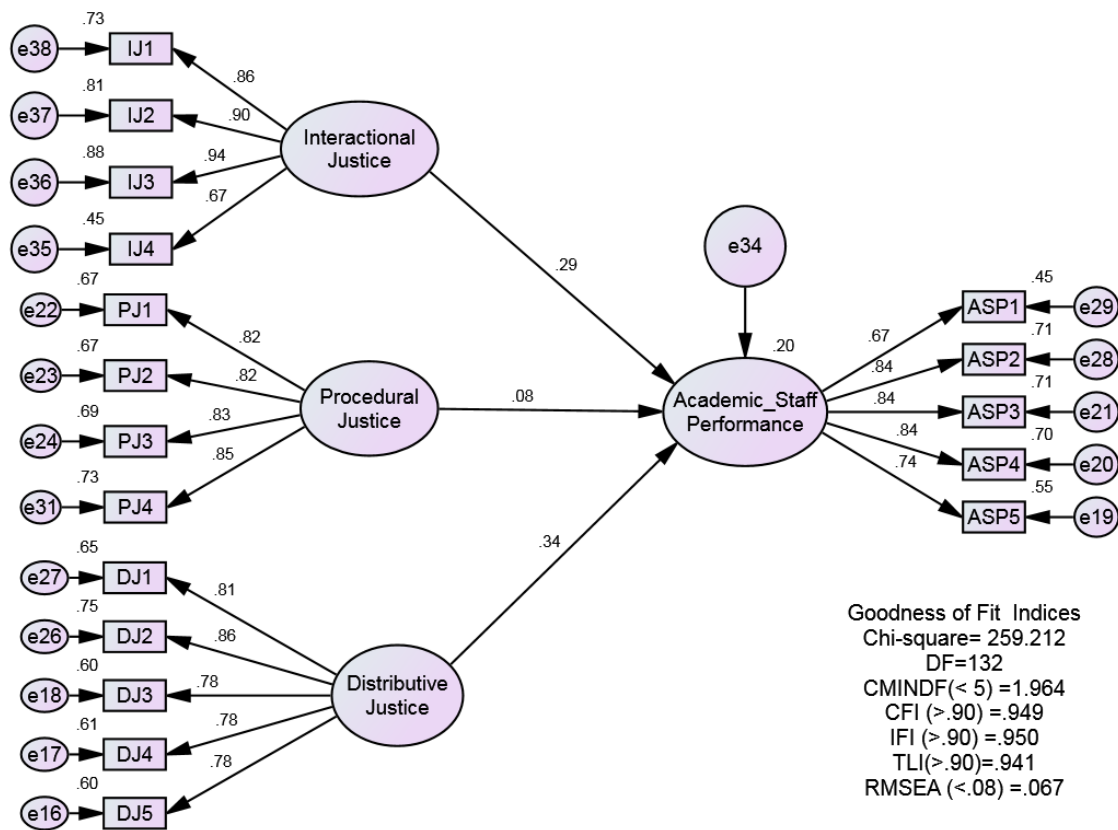 .73
e38
IJ1
.86
.81
e37
IJ2
.90
.88
e36
IJ3
.94
.45
e35
IJ4
.67
Interactional
Justice
.29
e34
.67
e22
PJ1
.82
.67
e23
PJ2
.82
.69
e24
PJ3
.83
.73
e31
PJ4
.85
Procedural
Justice
.08
.65
e27
DJ1
.81
.75
e26
DJ2
.86
.60
e18
DJ3
.78
.61
e17
DJ4
.78
.60
e16
DJ5
.78
Distributive
Justice
.34
.20
Academic_Staff
Performance
.67
.45
ASP1
e29
.84
.71
ASP2
e28
.84
.71
ASP3
e21
.84
.70
ASP4
e20
.74
.55
ASP5
e19
Goodness of Fit Indices
Chi-square= 259.212
DF=132
CMINDF(< 5) =1.964
CFI (>.90) =.949
IFI (>.90) =.950
TLI(>.90)=.941
RMSEA (<.08) =.067